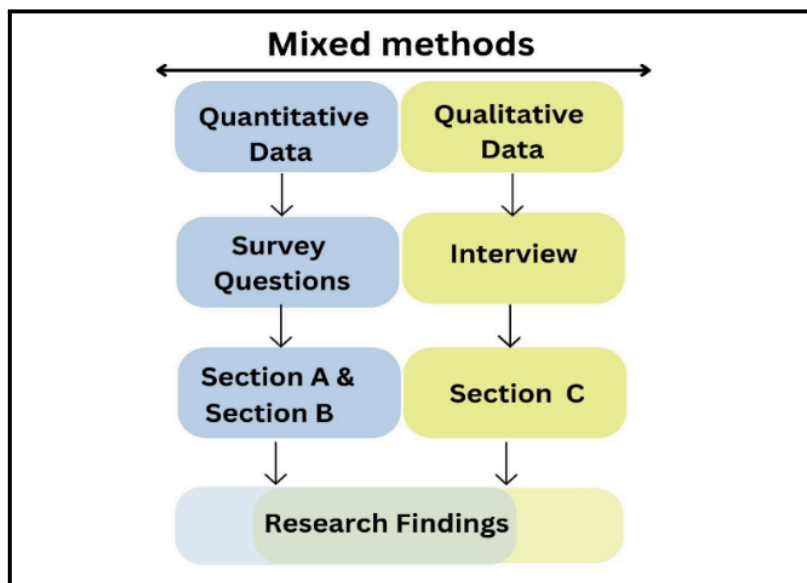 Mixed methods
Quantitative
Data
Qualitative
Data
Survey
Questions
Interview
Section A &
Section B
Section C
Research Findings